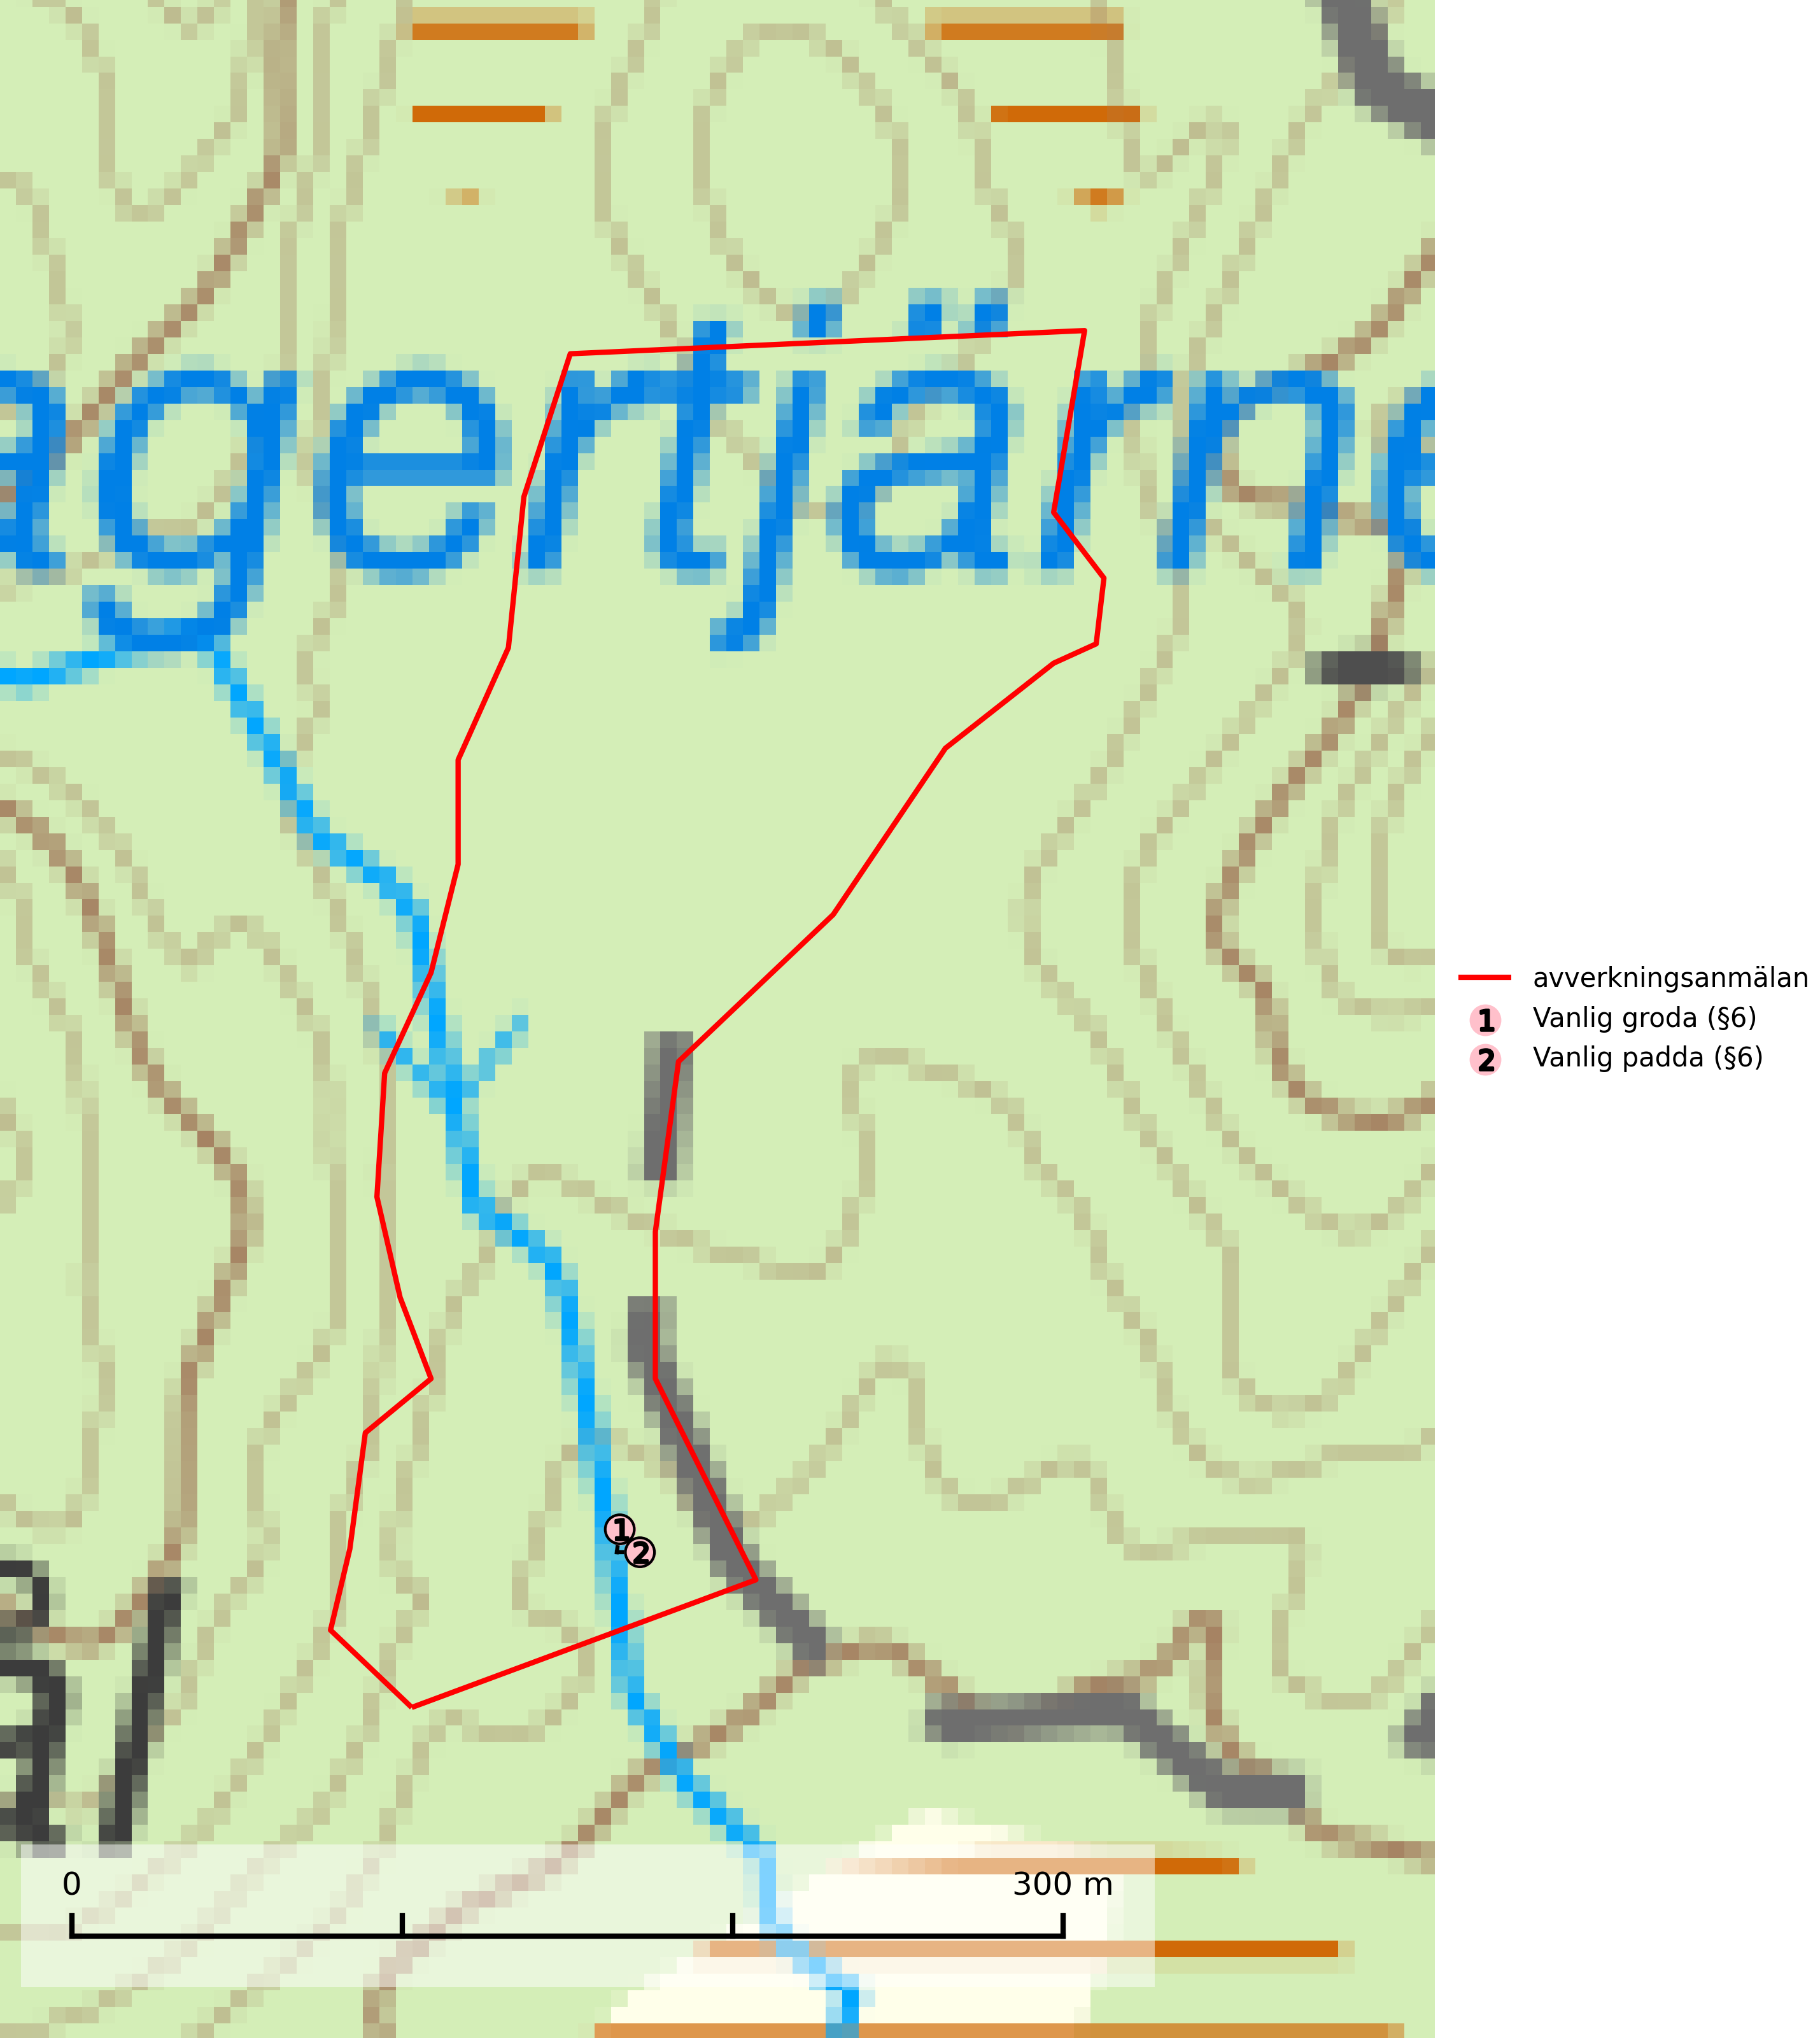 agertjärne
avverkningsanmälan
1 Vanlig groda (§6)
2 Vanlig padda (§6)
1
2
0 300 m